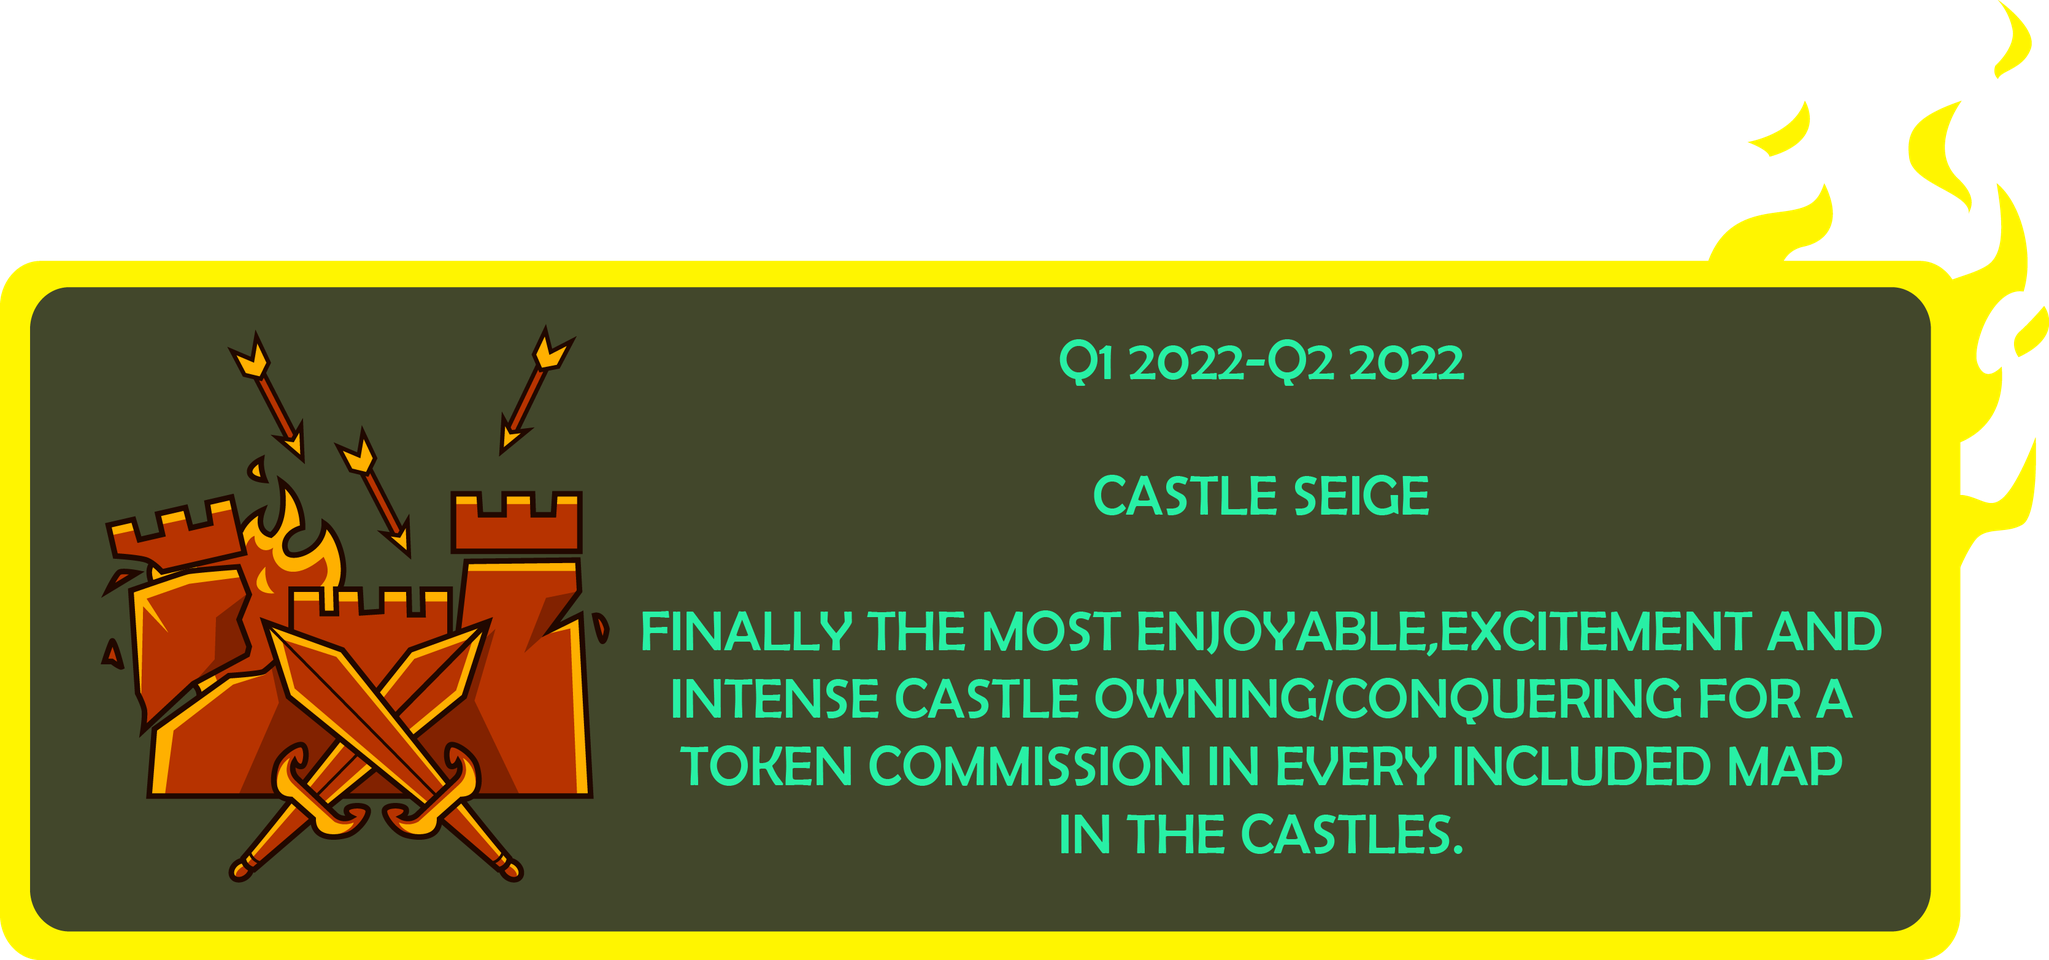 Q1 2022-Q2 2022
CASTLE SEIGE
FINALLY THE MOST ENJOYABLE,EXCITEMENT AND
INTENSE CASTLE OWNING/CONQUERING FOR A
TOKEN COMMISSION IN EVERY INCLUDED MAP
IN THE CASTLES.